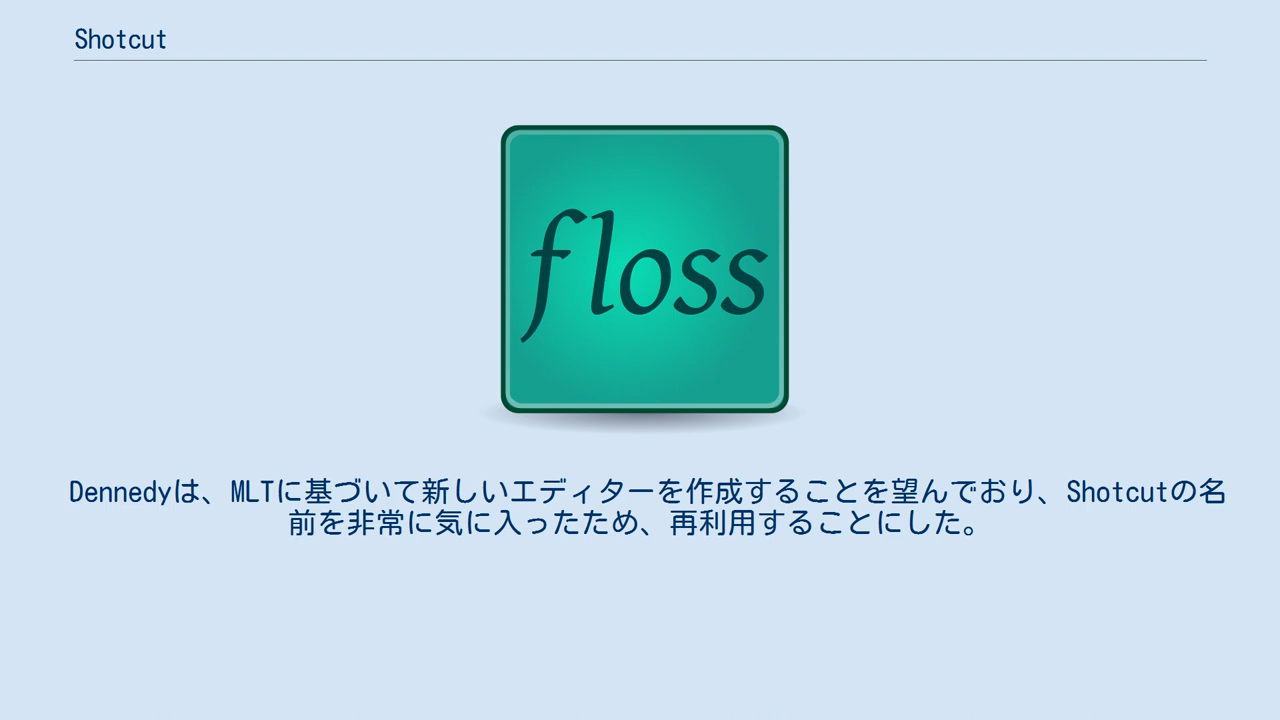 Shotcut
floss
Dennedyは、MLTに基づいて新しいエディターを作成することを望んでおり、Shotcutの名
前を非常に気に入ったため、再利用することにした。